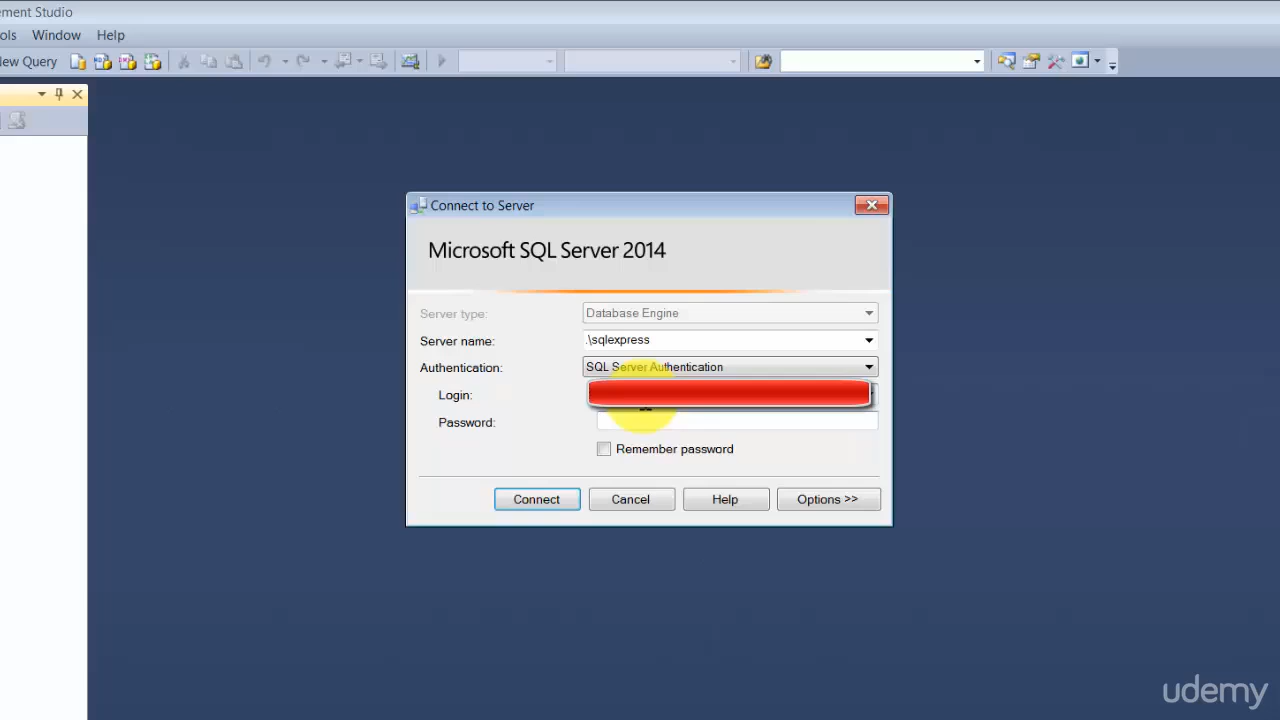 ement Studio
ols Window Help
ew Query
Connect to Server
Microsoft SQL Server 2014
Server type: Database Engine
Server name: .\sqlexpress
Authentication: SQL Server Authentication
Login:
Password:
Remember password
Connect Cancel Help Options >>
udemy